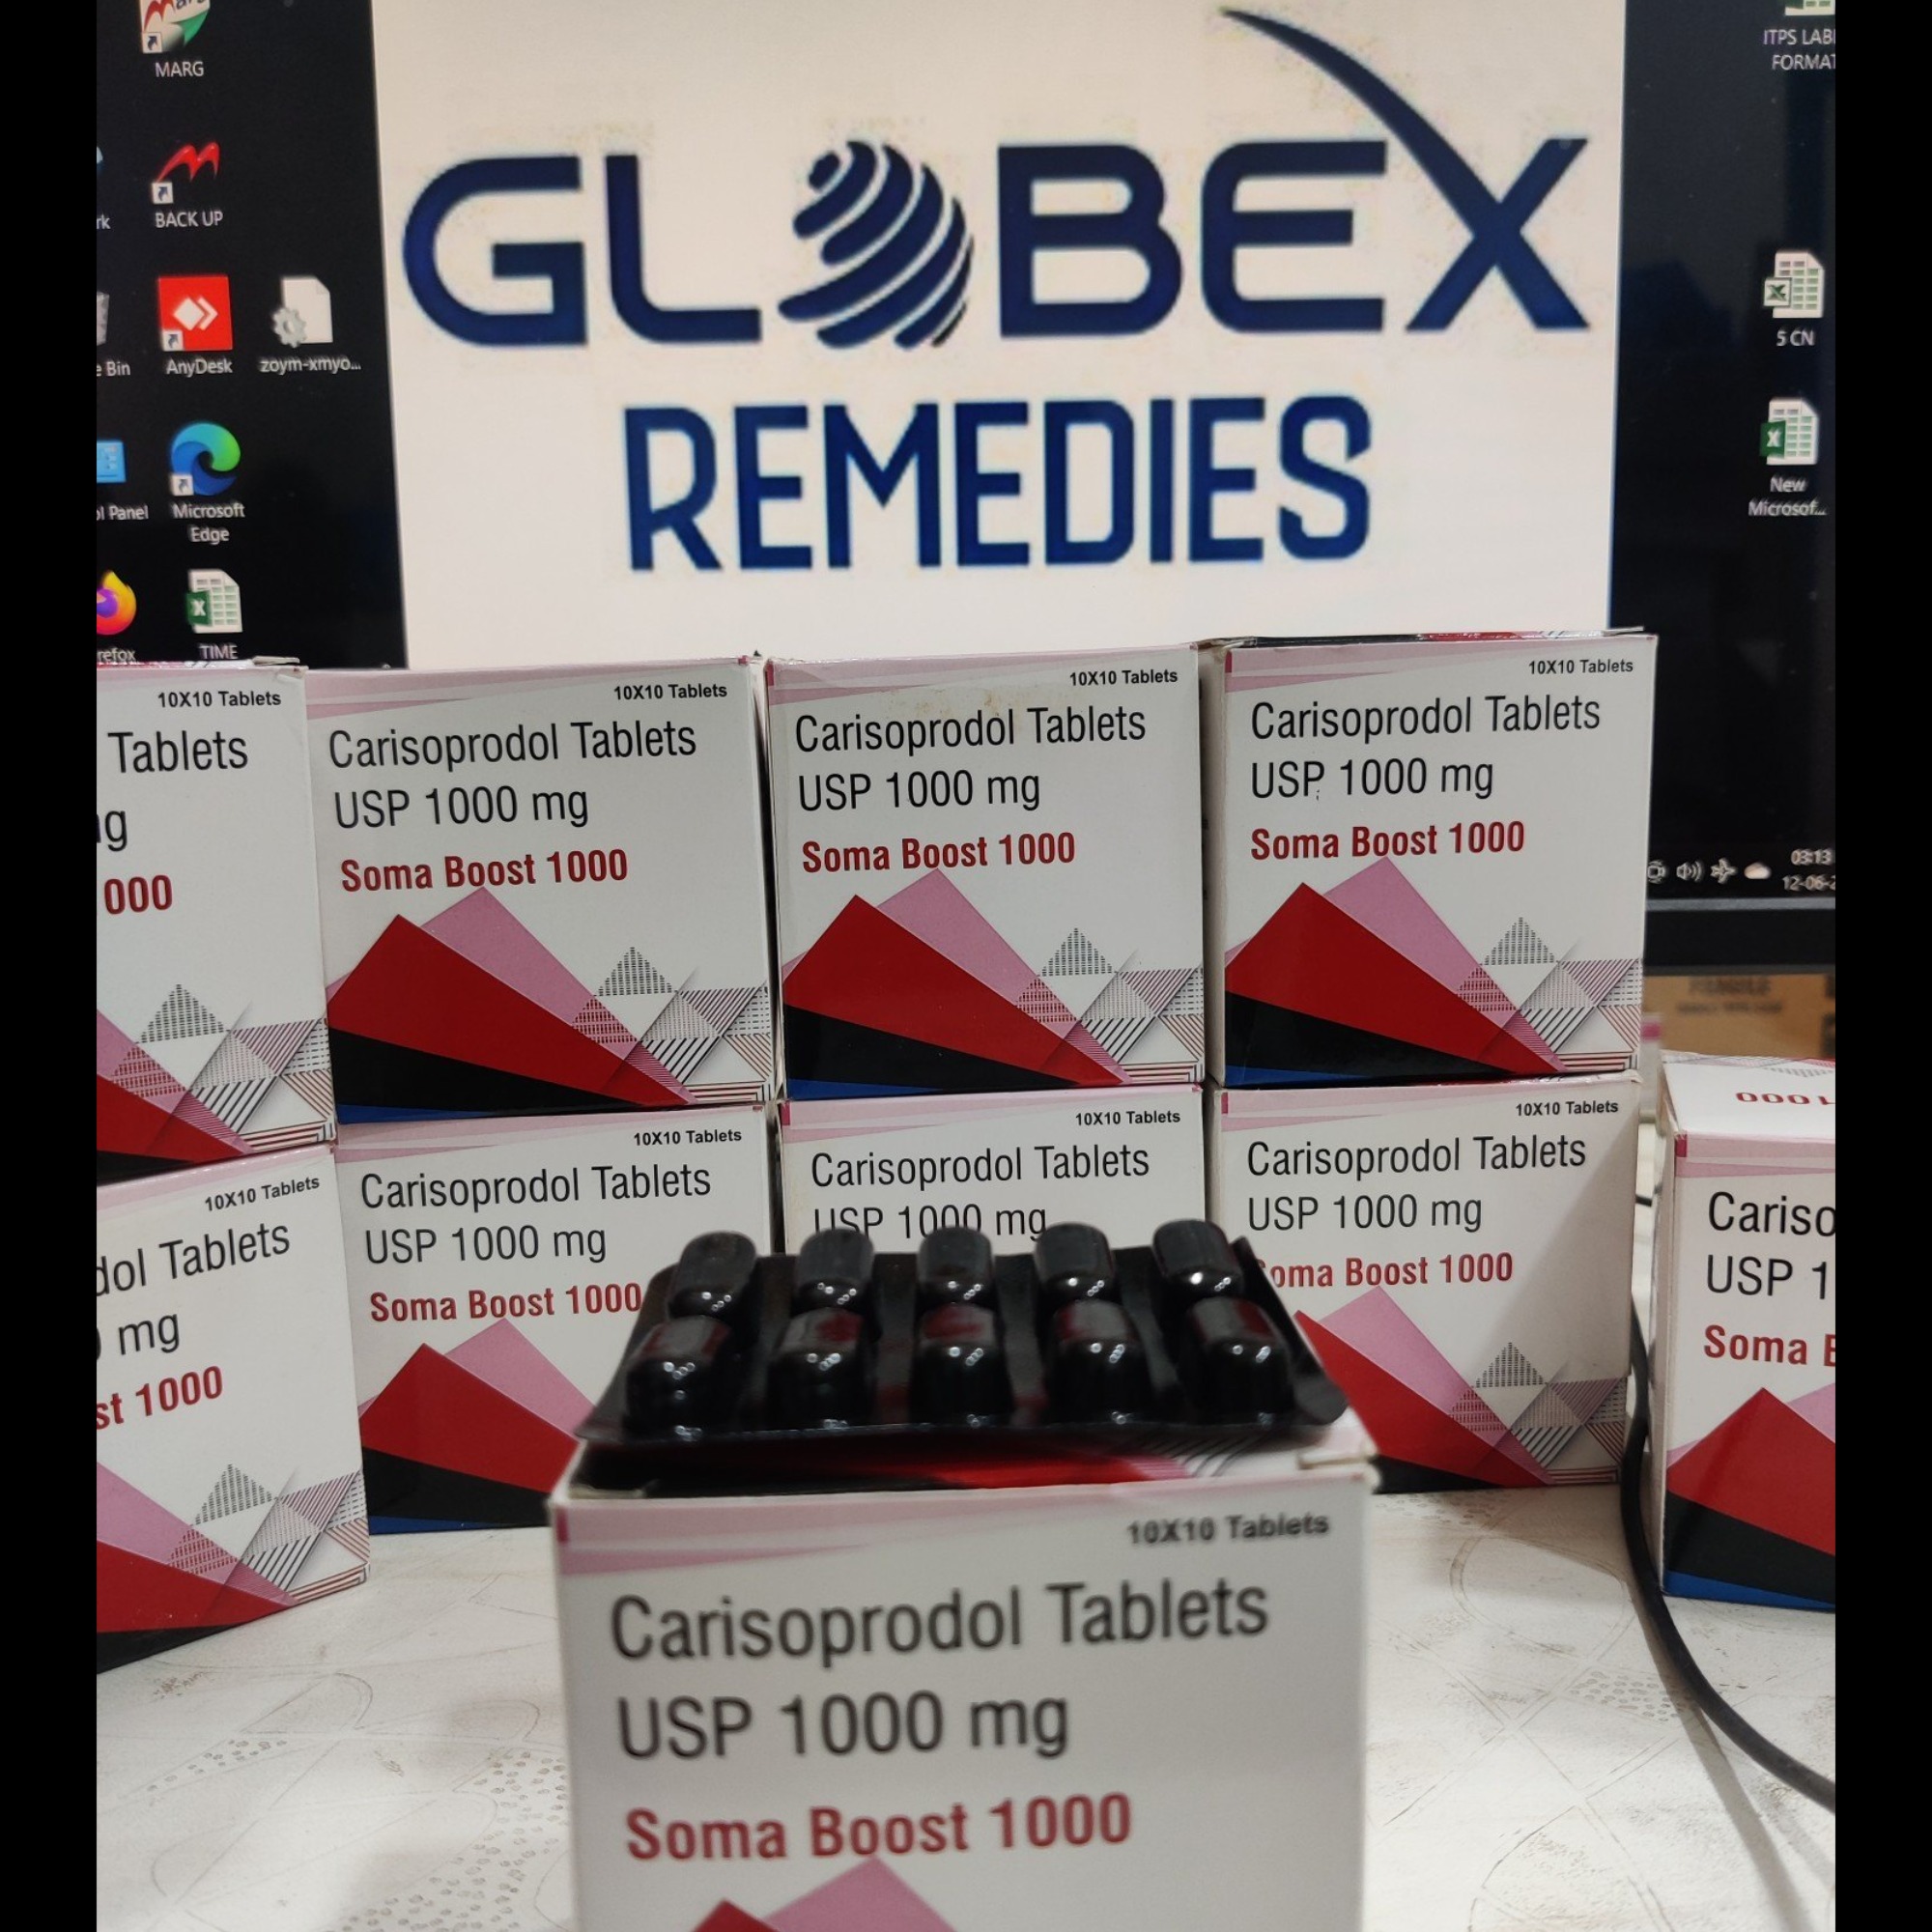 MARG
ITPS LAB
FORMAT
BACK UP
AnyDesk
zoym-xmyo...
Bin
5 CN
Panel
Microsoft
Edge
New
Microsof...
TIME
GLOBEX
REMEDIES
03:13
10X10 Tablets
Tablets
000
10X10 Tablets
Carisoprodol Tablets
USP 1000 mg
Soma Boost 1000
10X10 Tablets
Carisoprodol Tablets
USP 1000 mg
Soma Boost 1000
10X10 Tablets
Carisoprodol Tablets
USP 1000 mg
Soma Boost 1000
10X10 Tablets
dol Tablets
mg
st 1000
10X10 Tablets
Carisoprodol Tablets
USP 1000 mg
Soma Boost 1000
10X10 Tablets
Carisoprodol Tablets
USP 1000 mg
10X10 Tablets
Carisoprodol Tablets
USP 1000 mg
oma Boost 1000
1000
Cariso
USP 1
Soma B
10X10 Tablets
Carisoprodol Tablets
USP 1000 mg
Soma Boost 1000